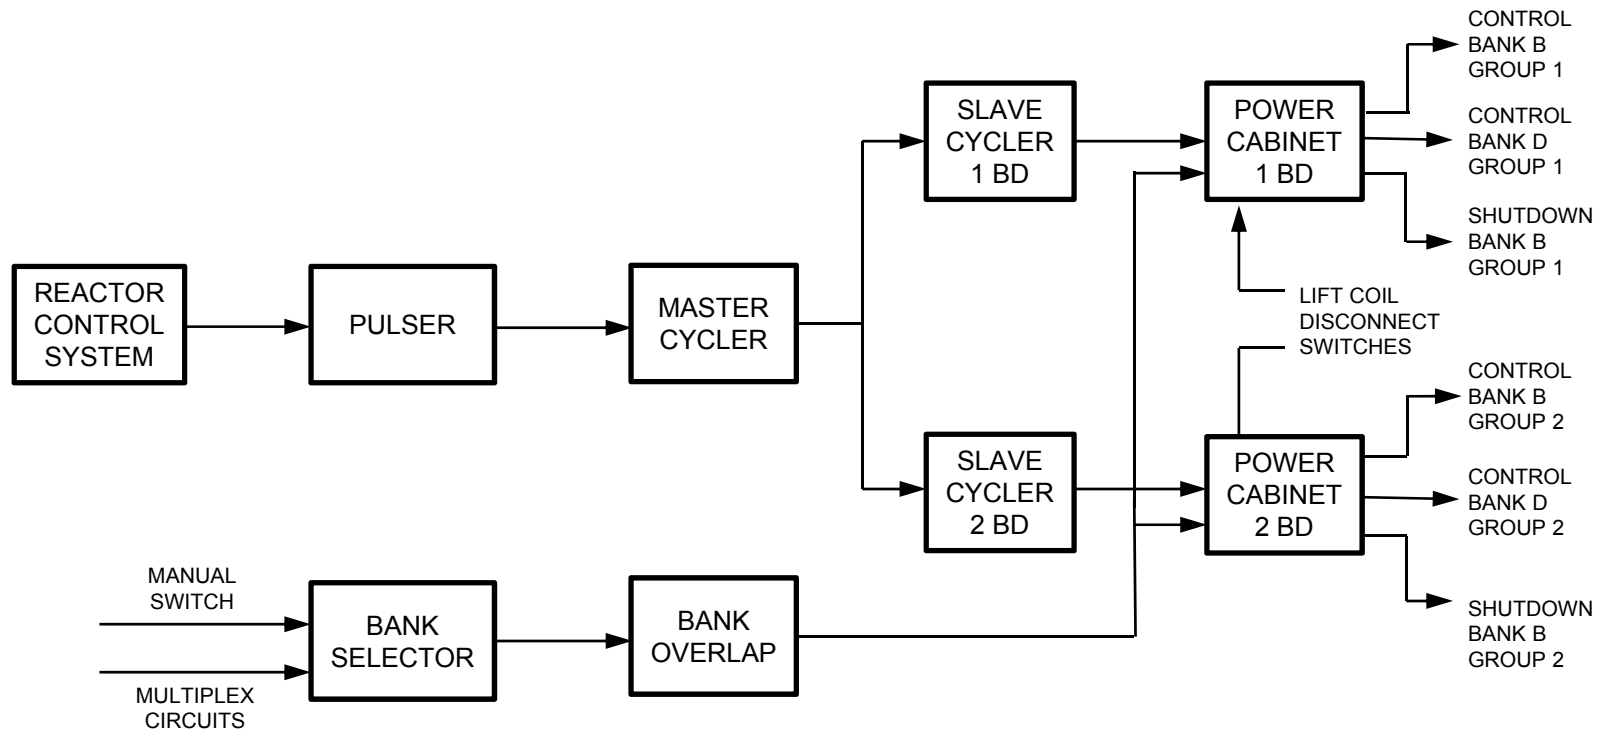 CONTROL
BANK B
GROUP 1
SLAVE
CYCLER
1 BD
POWER
CABINET
1 BD
CONTROL
BANK D
GROUP 1
SHUTDOWN
BANK B
GROUP 1
REACTOR
CONTROL
SYSTEM
PULSER
MASTER
CYCLER
LIFT COIL
DISCONNECT
SWITCHES
CONTROL
BANK B
GROUP 2
SLAVE
CYCLER
2 BD
POWER
CABINET
2 BD
CONTROL
BANK D
GROUP 2
MANUAL
SWITCH
BANK
SELECTOR
BANK
OVERLAP
SHUTDOWN
BANK B
GROUP 2
MULTIPLEX
CIRCUITS